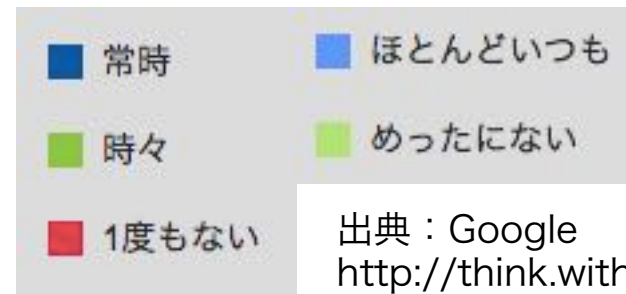 常時
ほとんどいつも
時々
めったにない
1度もない
出典：Google
http://think.with